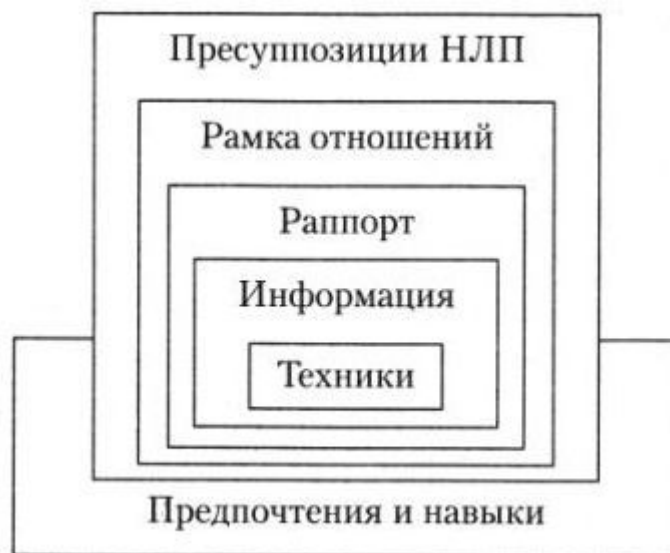 Пресуппозиции НЛП
Рамка отношений
Раппорт
Информация
Техники
Предпочтения и навыки